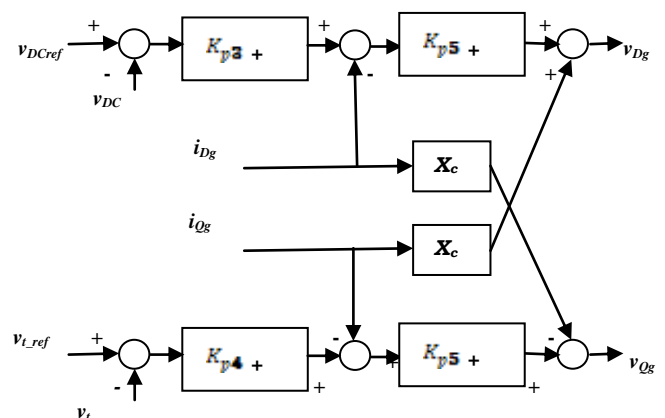 + + +
v_DCref K_p3 + K_p5 + v_Dg
- - +
v_DC
i_Dg
X_c
i_Qg
X_c
v_t_ref + - -
K_p4 + K_p5 + v_Qg
- + + +
v_t